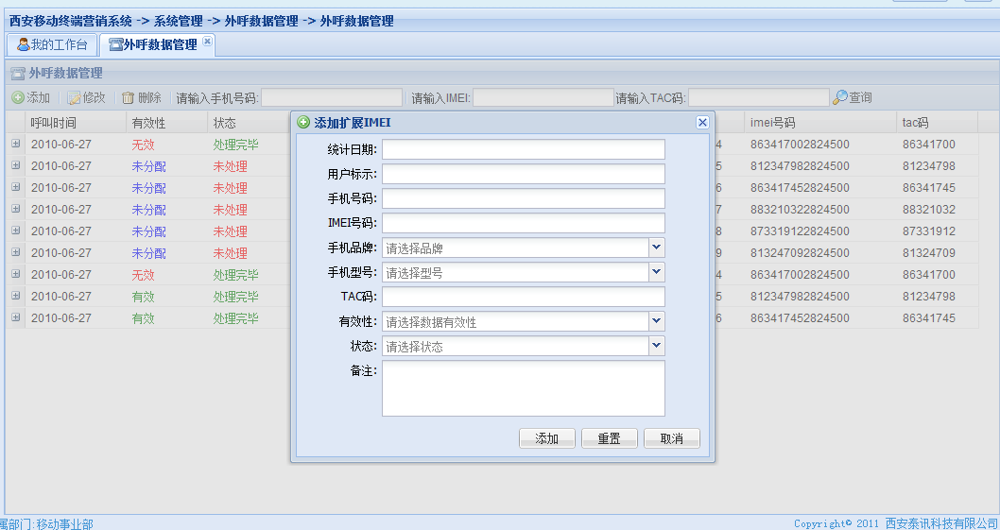 西安移动终端营销系统 -> 系统管理 -> 外呼数据管理 -> 外呼数据管理
我的工作台 外呼数据管理
外呼数据管理
添加 修改 删除 请输入手机号码: 请输入IMEI: 请输入TAC码: 查询
呼叫时间 有效性 状态 imei号码 tac码
2010-06-27 无效 处理完毕 4 863417002824500 86341700
2010-06-27 未分配 未处理 5 812347982824500 81234798
2010-06-27 未分配 未处理 6 863417452824500 86341745
2010-06-27 未分配 未处理 7 883210322824500 88321032
2010-06-27 未分配 未处理 8 873319122824500 87331912
2010-06-27 未分配 未处理 9 813247092824500 81324709
2010-06-27 无效 处理完毕 4 863417002824500 86341700
2010-06-27 有效 处理完毕 5 812347982824500 81234798
2010-06-27 有效 处理完毕 6 863417452824500 86341745
添加扩展IMEI
统计日期:
用户标示:
手机号码:
IMEI号码:
手机品牌: 请选择品牌
手机型号: 请选择型号
TAC码:
有效性: 请选择数据有效性
状态: 请选择状态
备注:
添加 重置 取消
属部门:移动事业部 Copyright© 2011 西安泰讯科技有限公司